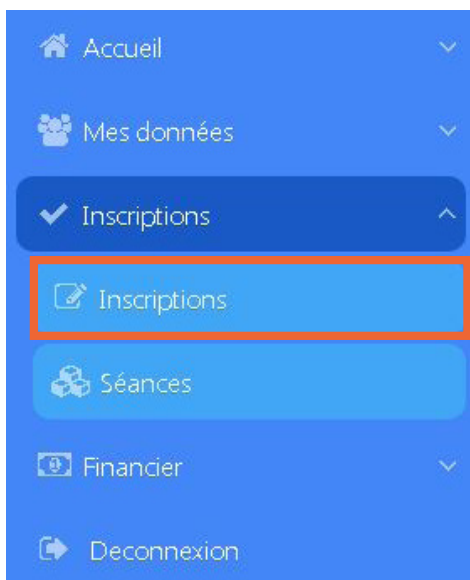 Accueil
Mes données
Inscriptions
Inscriptions
Séances
Financier
Deconnexion